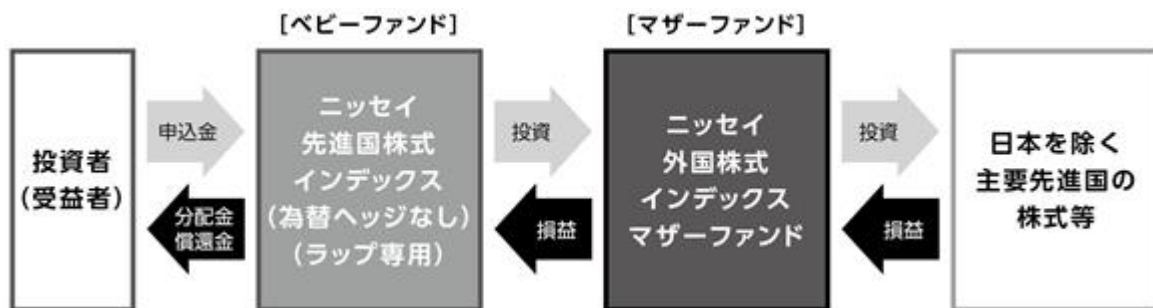 [ベビーファンド]
[マザーファンド]
投資者
(受益者)
申込金
分配金
償還金
ニッセイ
先進国株式
インデックス
(為替ヘッジなし)
(ラップ専用)
投資
損益
ニッセイ
外国株式
インデックス
マザーファンド
投資
損益
日本を除く
主要先進国の
株式等